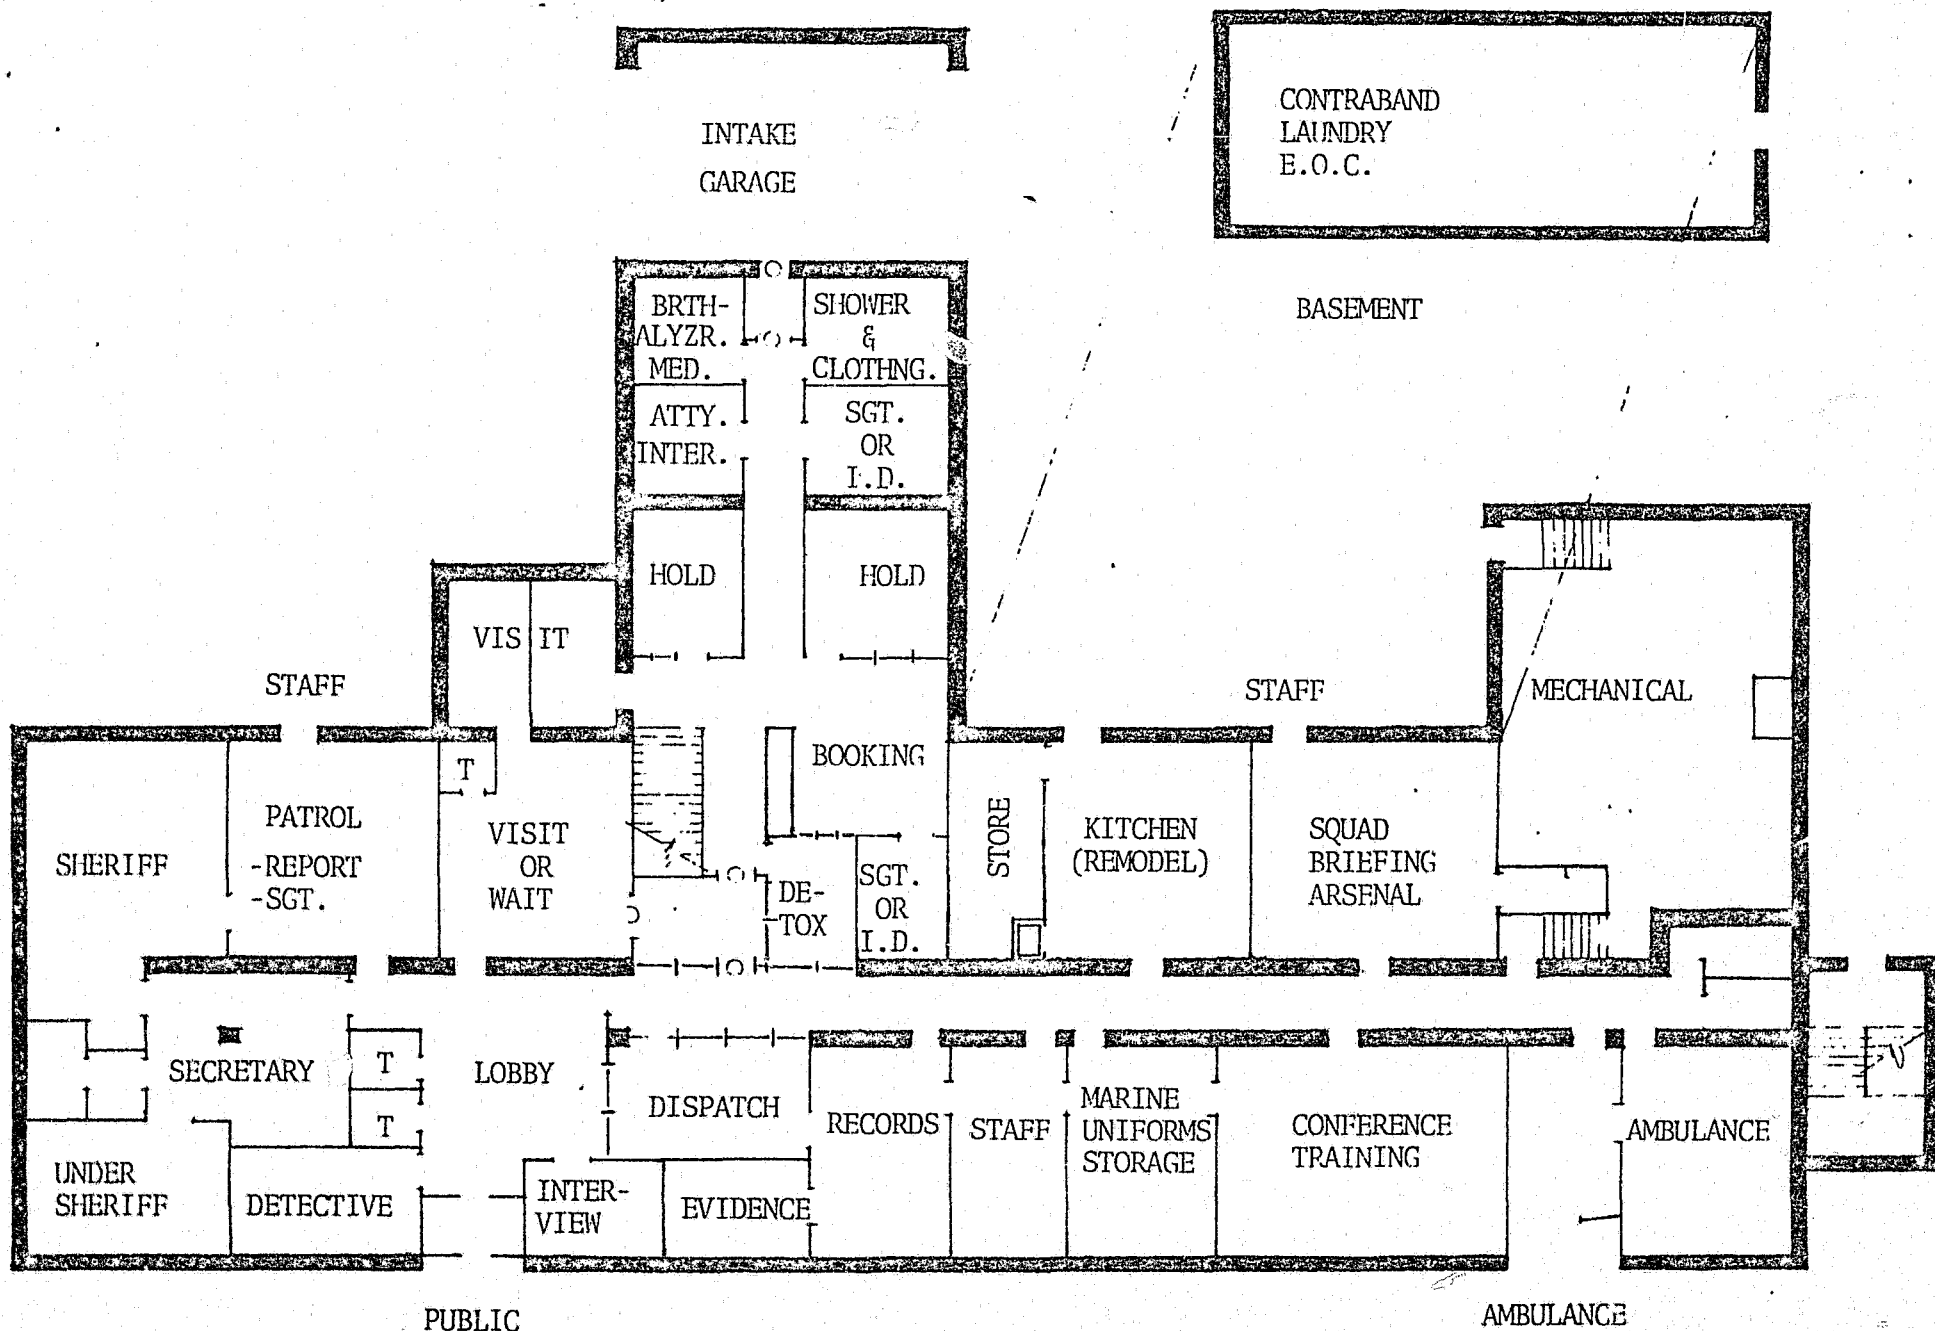 INTAKE
GARAGE
CONTRABAND
LAUNDRY
E.O.C.
BASEMENT
BRTH-
ALYZR.
MED.
SHOWER
&
CLOTHNG.
ATTY.
INTER.
SGT.
OR
I.D.
HOLD
HOLD
VISIT
STAFF
STAFF
MECHANICAL
T
BOOKING
SHERIFF
PATROL
-REPORT
-SGT.
VISIT
OR
WAIT
DE-
TOX
SGT.
OR
I.D.
STORE
KITCHEN
(REMODEL)
SQUAD
BRIEFING
ARSENAL
SECRETARY
T
T
LOBBY
DISPATCH
RECORDS
STAFF
MARINE
UNIFORMS
STORAGE
CONFERENCE
TRAINING
AMBULANCE
UNDER
SHERIFF
DETECTIVE
INTER-
VIEW
EVIDENCE
PUBLIC
AMBULANCE